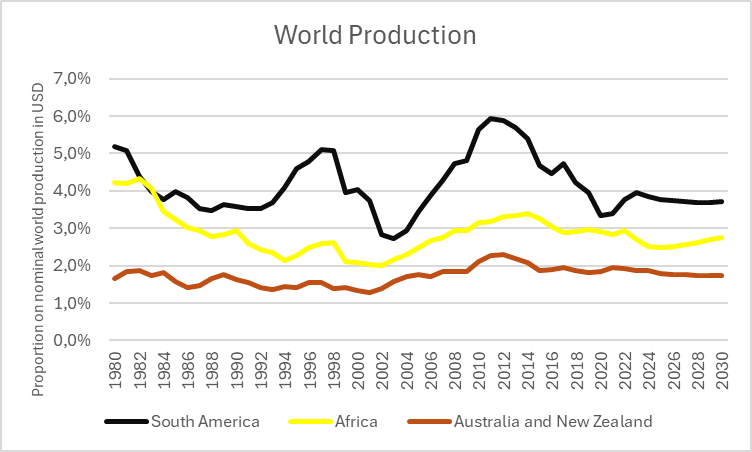 World Production
Proportion on nominal world production in USD
7,0%
6,0%
5,0%
4,0%
3,0%
2,0%
1,0%
0,0%
1980 1982 1984 1986 1988 1990 1992 1994 1996 1998 2000 2002 2004 2006 2008 2010 2012 2014 2016 2018 2020 2022 2024 2026 2028 2030
South America Africa Australia and New Zealand